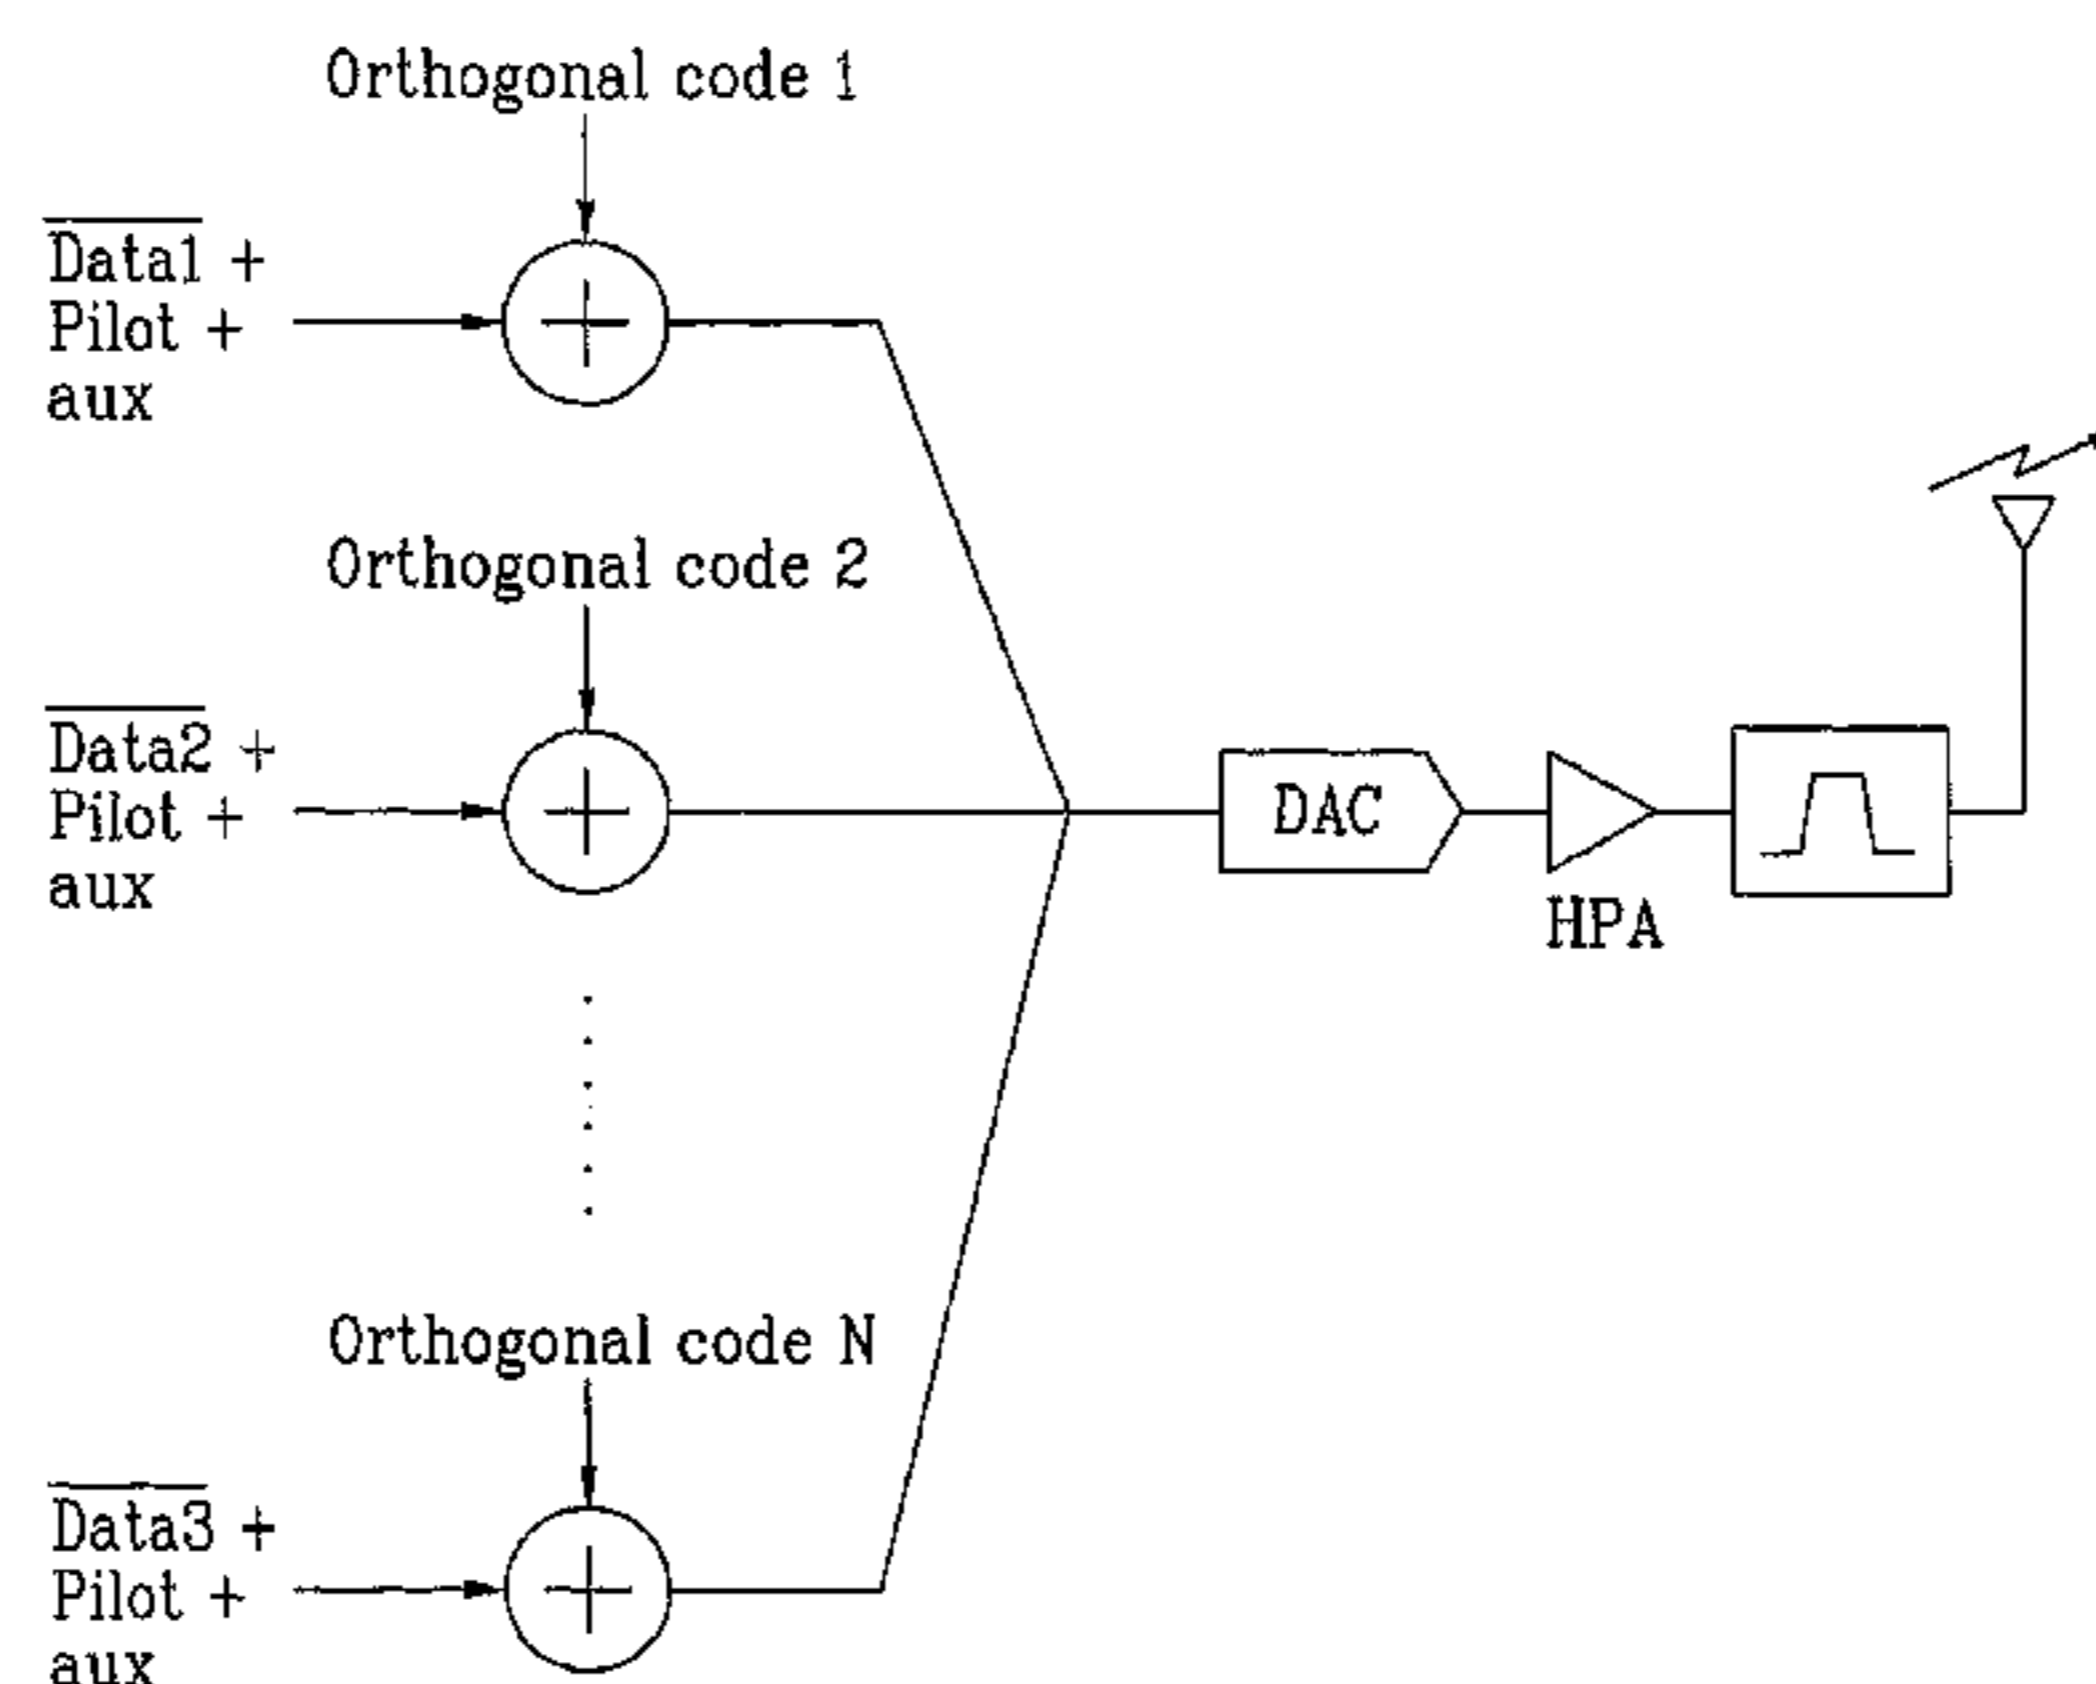 Orthogonal code 1
Data1 +
Pilot +
aux
Orthogonal code 2
Data2 +
Pilot +
aux
DAC
HPA
Orthogonal code N
Data3 +
Pilot +
aux